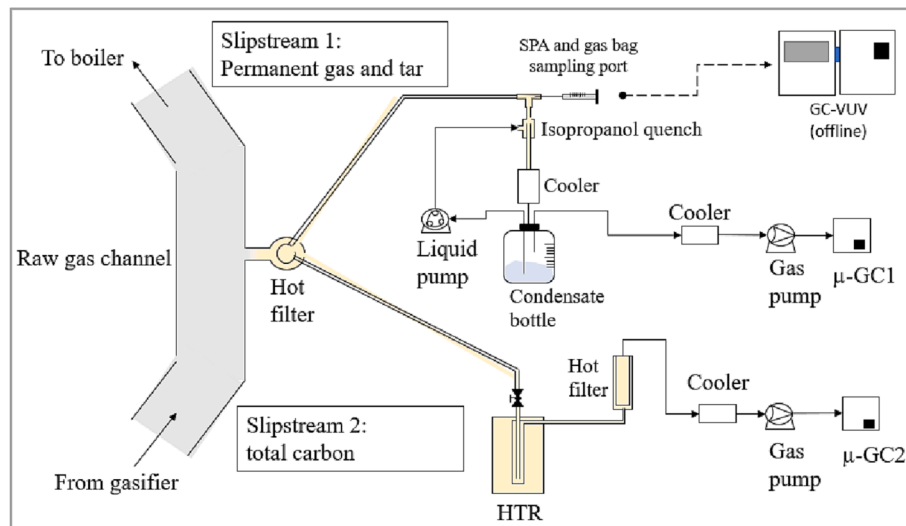 To boiler
Slipstream 1:
Permanent gas and tar
SPA and gas bag
sampling port
GC-VUV
(offline)
Isopropanol quench
Cooler
Liquid
pump
Condensate
bottle
Cooler
Gas
pump
μ-GC1
Raw gas channel
Hot
filter
Hot
filter
Cooler
Gas
pump
μ-GC2
Slipstream 2:
total carbon
From gasifier
HTR